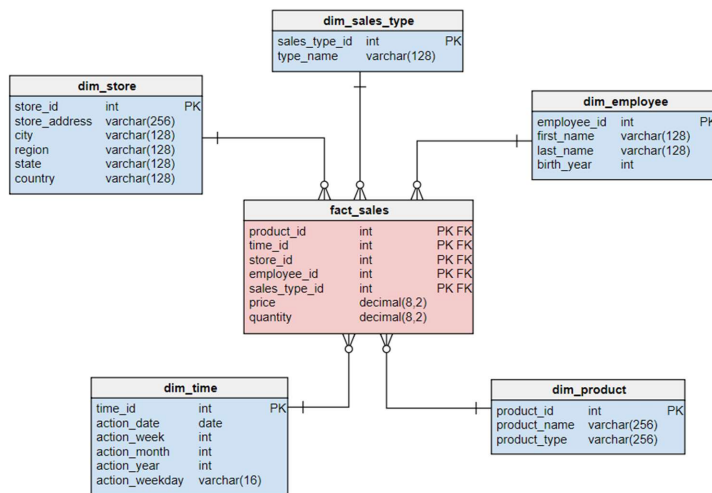 dim_sales_type
sales_type_id int PK
type_name varchar(128)
dim_store
store_id int PK
store_address varchar(256)
city varchar(128)
region varchar(128)
state varchar(128)
country varchar(128)
dim_employee
employee_id int PK
first_name varchar(128)
last_name varchar(128)
birth_year int
fact_sales
product_id int PK FK
time_id int PK FK
store_id int PK FK
employee_id int PK FK
sales_type_id int PK FK
price decimal(8,2)
quantity decimal(8,2)
dim_time
time_id int PK
action_date date
action_week int
action_month int
action_year int
action_weekday varchar(16)
dim_product
product_id int PK
product_name varchar(256)
product_type varchar(256)